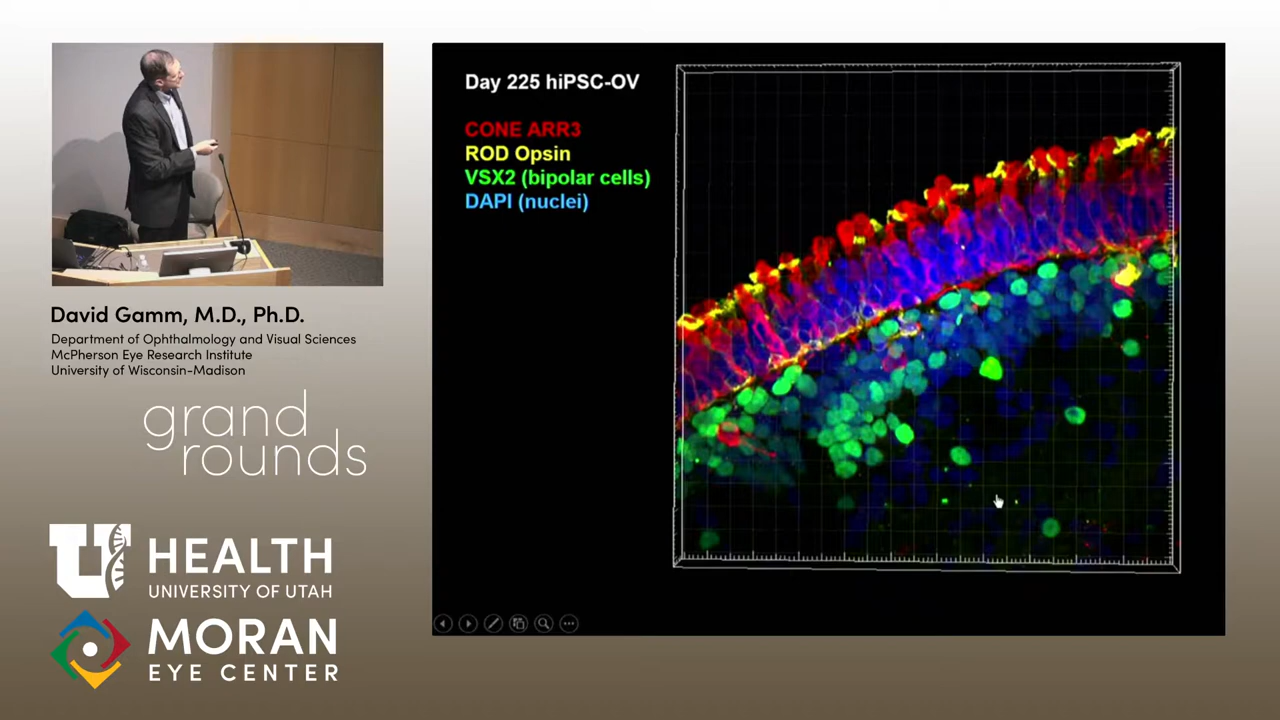 David Gamm, M.D., Ph.D.
Department of Ophthalmology and Visual Sciences
McPherson Eye Research Institute
University of Wisconsin-Madison
grand
rounds
U HEALTH
UNIVERSITY OF UTAH
MORAN
EYE CENTER
Day 225 hiPSC-OV
CONE ARR3
ROD Opsin
VSX2 (bipolar cells)
DAPI (nuclei)